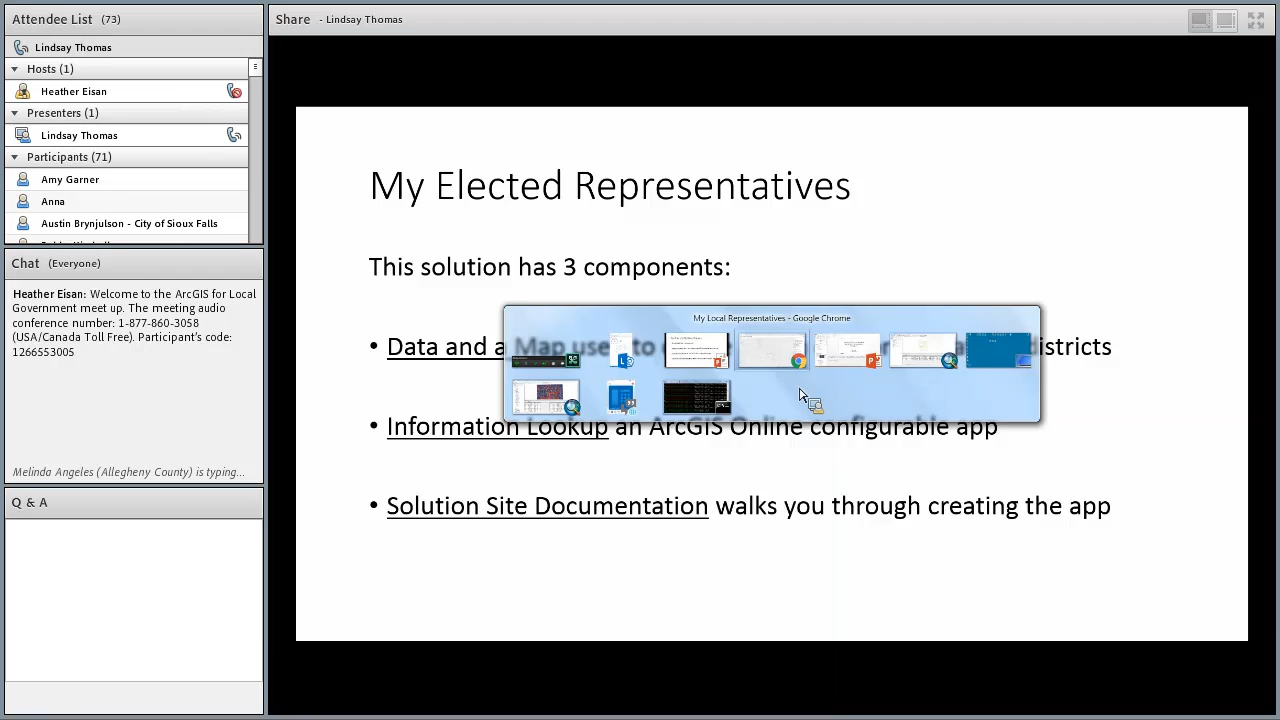 Attendee List (73)
Lindsay Thomas
Hosts (1)
Heather Eisan
Presenters (1)
Lindsay Thomas
Participants (71)
Amy Garner
Anna
Austin Brynjulson - City of Sioux Falls
Chat (Everyone)
Heather Eisan: Welcome to the ArcGIS for Local
Government meet up. The meeting audio
conference number: 1-877-860-3058
(USA/Canada Toll Free) Participant's code:
1266553005
Melinda Angeles (Allegheny County) is typing...
Q & A
Share - Lindsay Thomas
My Elected Representatives
This solution has 3 components:
My Local Representatives - Google Chrome
• Data and a Map used to districts
• Information Lookup an ArcGIS Online configurable app
• Solution Site Documentation walks you through creating the app